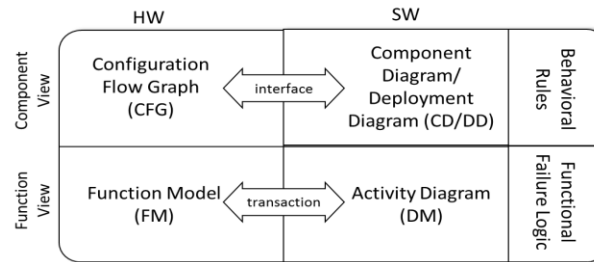 HW
SW
Component
View
Configuration
Flow Graph
(CFG)
interface
Component
Diagram/
Deployment
Diagram (CD/DD)
Behavioral
Rules
Function
View
Function Model
(FM)
transaction
Activity Diagram
(DM)
Functional
Failure Logic